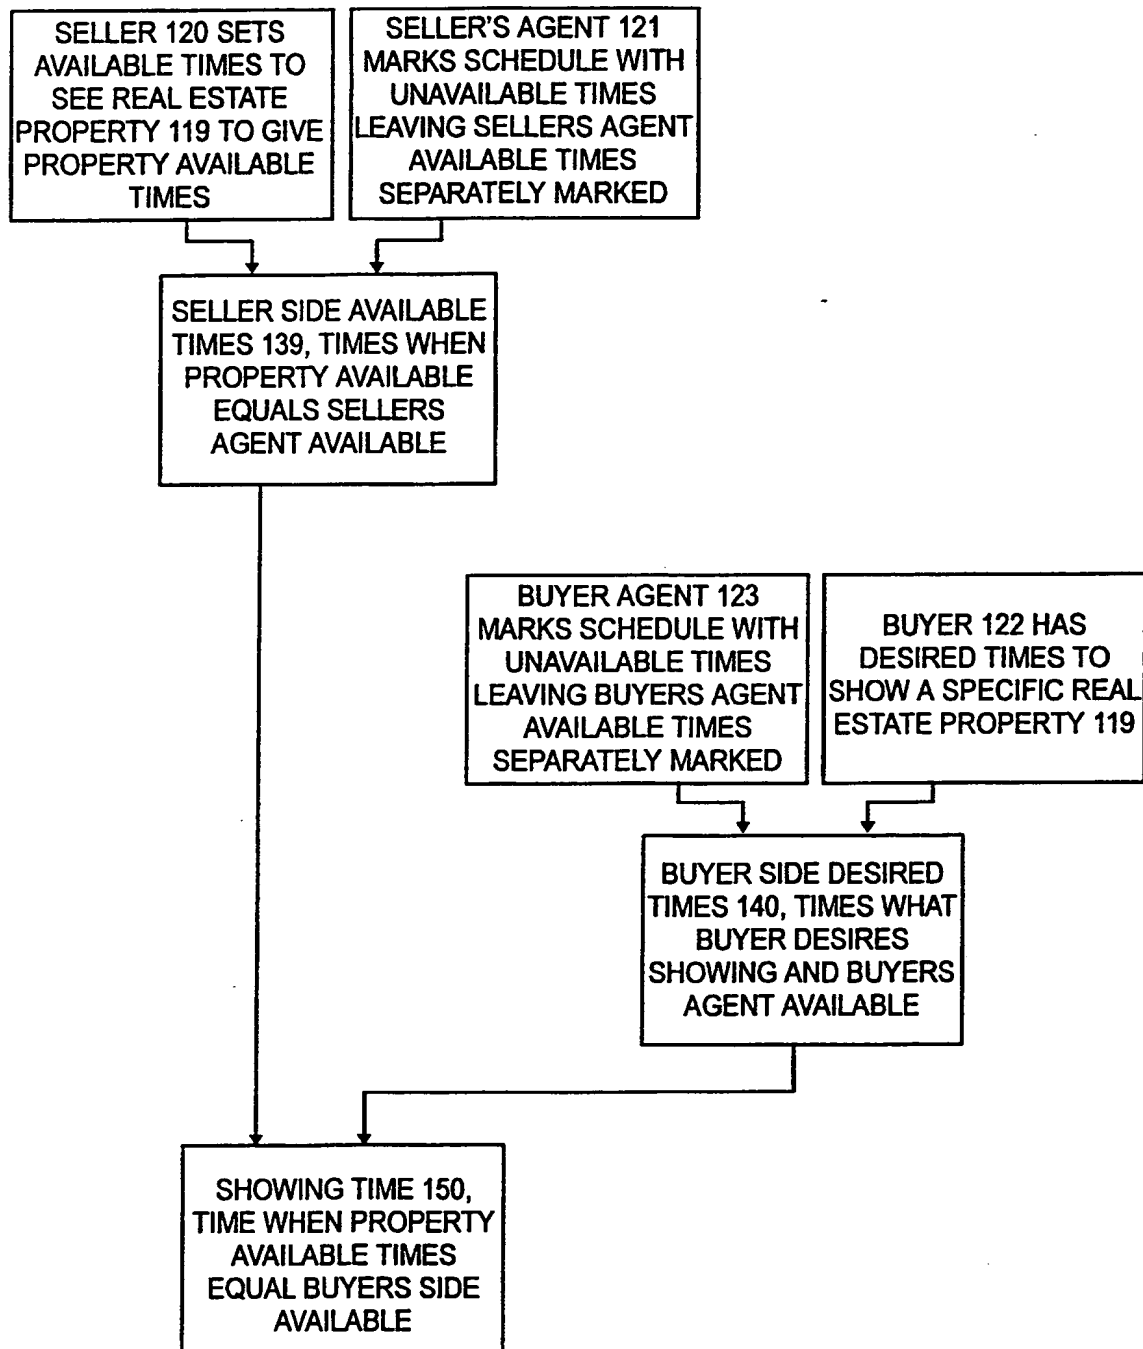 SELLER 120 SETS
AVAILABLE TIMES TO
SEE REAL ESTATE
PROPERTY 119 TO GIVE
PROPERTY AVAILABLE
TIMES
SELLER'S AGENT 121
MARKS SCHEDULE WITH
UNAVAILABLE TIMES
LEAVING SELLERS AGENT
AVAILABLE TIMES
SEPARATELY MARKED
SELLER SIDE AVAILABLE
TIMES 139, TIMES WHEN
PROPERTY AVAILABLE
EQUALS SELLERS
AGENT AVAILABLE
BUYER AGENT 123
MARKS SCHEDULE WITH
UNAVAILABLE TIMES
LEAVING BUYERS AGENT
AVAILABLE TIMES
SEPARATELY MARKED
BUYER 122 HAS
DESIRED TIMES TO
SHOW A SPECIFIC REAL
ESTATE PROPERTY 119
BUYER SIDE DESIRED
TIMES 140, TIMES WHAT
BUYER DESIRES
SHOWING AND BUYERS
AGENT AVAILABLE
SHOWING TIME 150,
TIME WHEN PROPERTY
AVAILABLE TIMES
EQUAL BUYERS SIDE
AVAILABLE